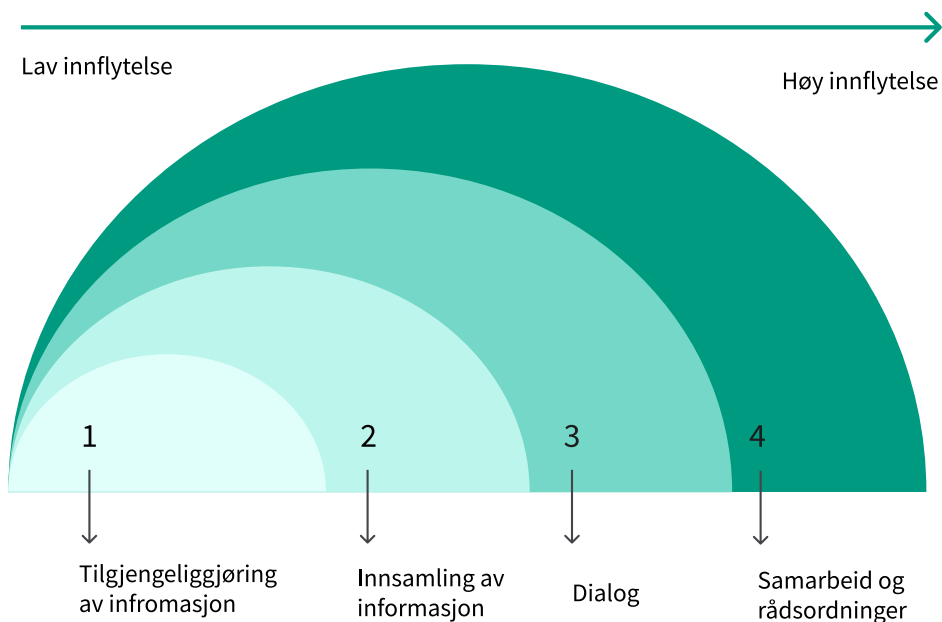 Lav innflytelse
Høy innflytelse
1
2
3
4
Tilgjengeliggjøring
av infromasjon
Innsamling av
informasjon
Dialog
Samarbeid og
rådsordninger